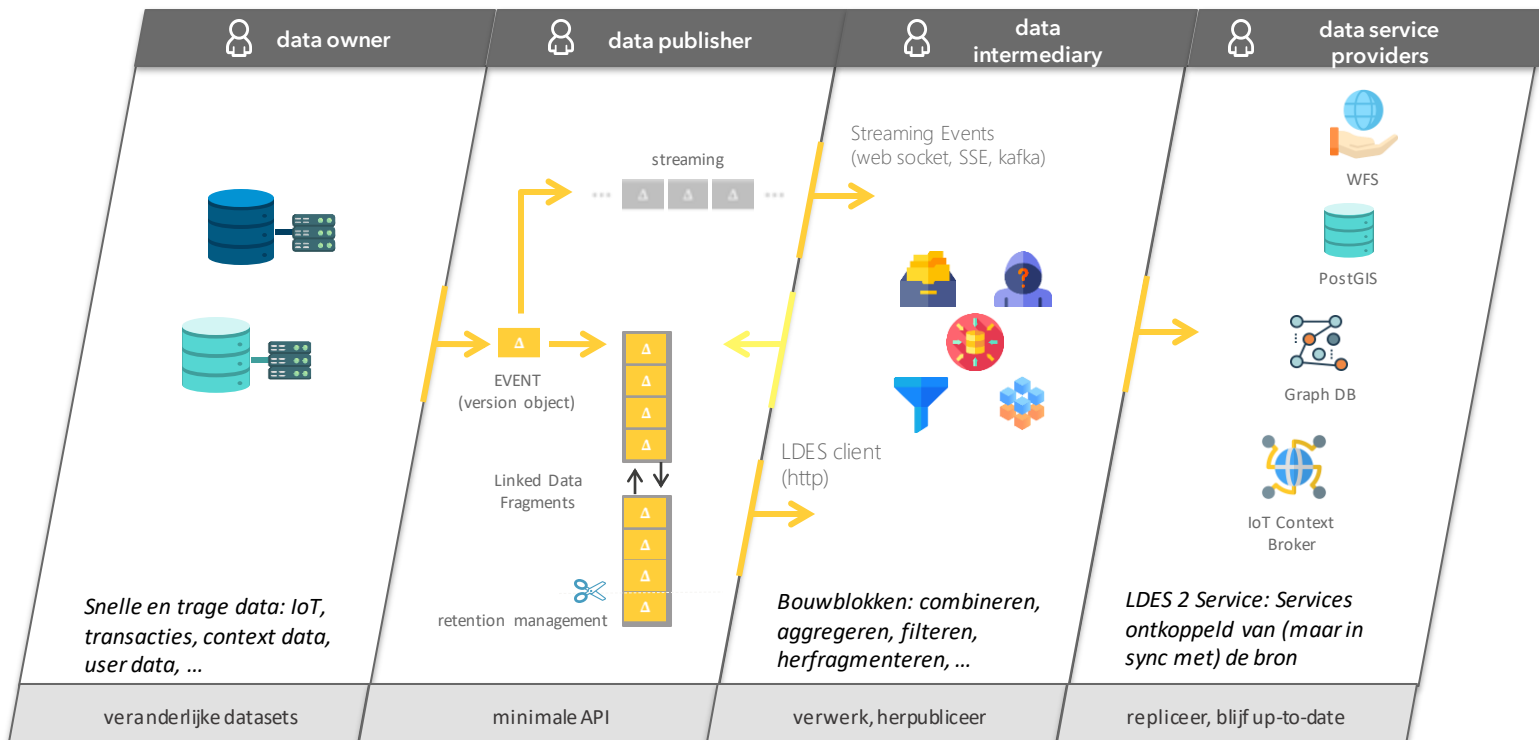 data owner
data publisher
data
intermediary
data service
providers
streaming
... Δ Δ Δ ...
Δ
EVENT
(version object)
Δ
Δ
Δ
Δ
Linked Data
Fragments
Δ
Δ
Δ
Δ
retention management
Streaming Events
(web socket, SSE, kafka)
?
LDES client
(http)
WFS
PostGIS
Graph DB
IoT Context
Broker
Snelle en trage data: IoT,
transacties, context data,
user data, ...
Bouwblokken: combineren,
aggregeren, filteren,
herfragmenteren, ...
LDES 2 Service: Services
ontkoppeld van (maar in
sync met) de bron
veranderlijke datasets
minimale API
verwerk, herpubliceer
repliceer, blijf up-to-date